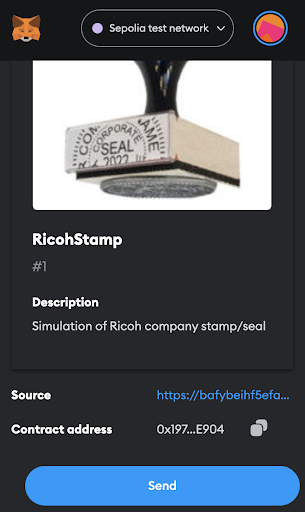 Sepolia test network
COMPANY NAME
CORPORATE
SEAL
2022
RicohStamp
#1
Description
Simulation of Ricoh company stamp/seal
Source
https://bafybeihf5efa...
Contract address
0x197...E904
Send